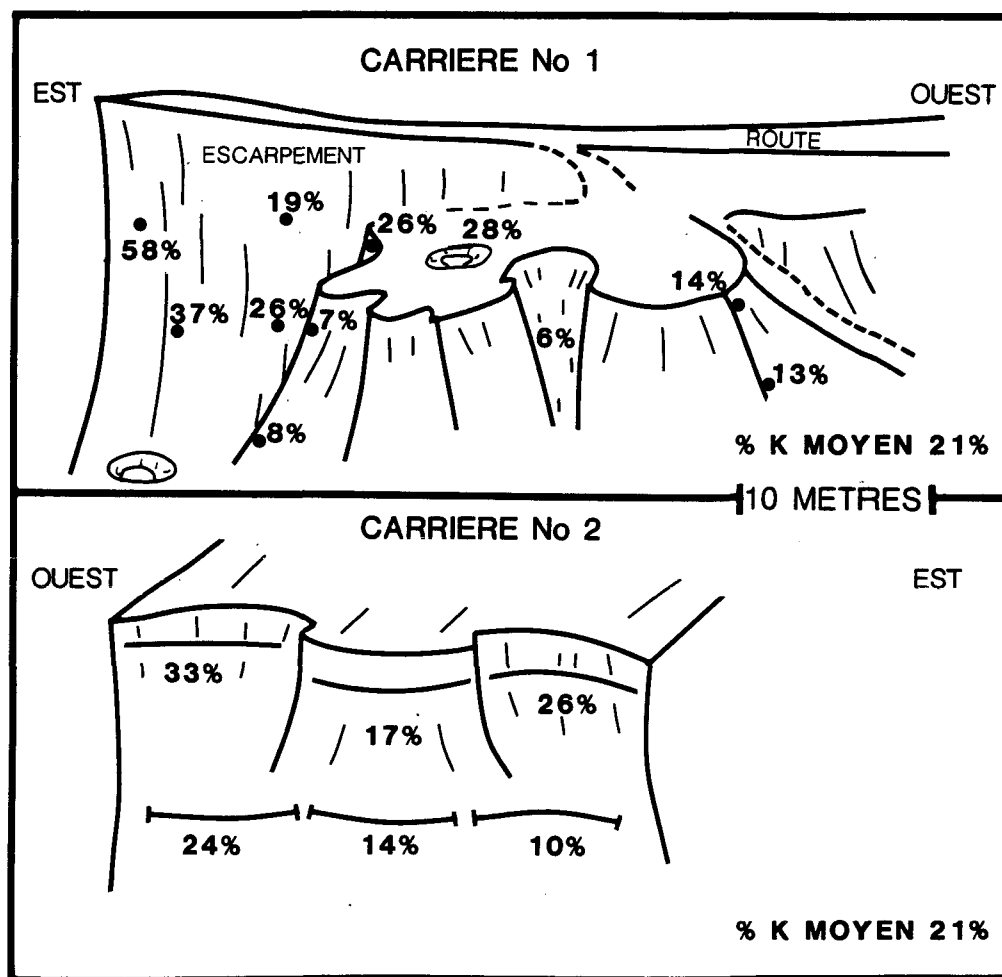 CARRIERE No 1
EST
OUEST
ROUTE
ESCARPEMENT
19%
58%
26%
28%
14%
37%
26%
7%
6%
13%
8%
% K MOYEN 21%
10 METRES
CARRIERE No 2
OUEST
EST
33%
26%
17%
24%
14%
10%
% K MOYEN 21%